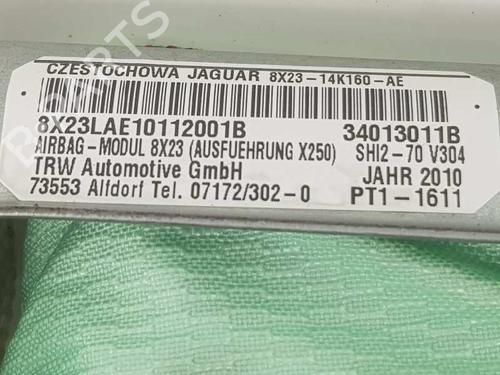 CZESTOCHOWA JAGUAR 8X23-14K160-AE
8X23LAE10112001B 34013011B
AIRBAG-MODUL 8X23 (AUSFUEHRUNG X250) SHI2-70 V304
TRW Automotive GmbH JAHR 2010
73553 Alfdorf Tel. 07172/302-0 PT1-1611
PARTS